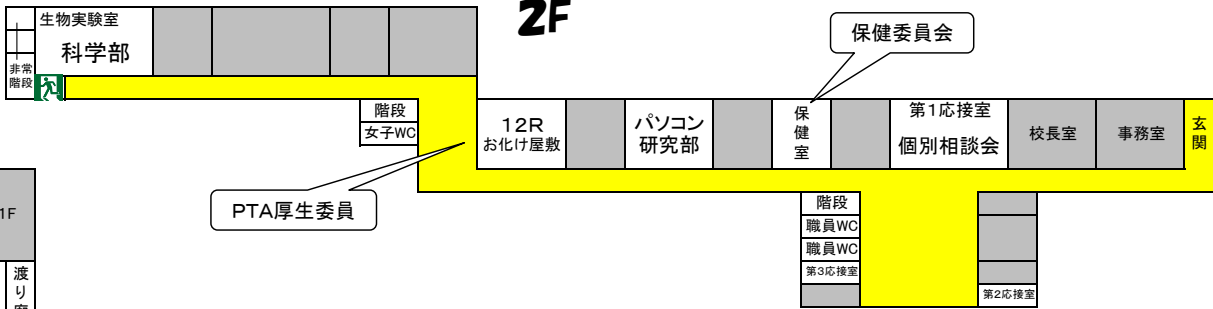 2F
生物実験室
科学部
非常
階段
保健委員会
階段
女子WC
12R
お化け屋敷
パソコン
研究部
保
健
室
第1応接室
個別相談会
校長室
事務室
玄
関
PTA厚生委員
階段
職員WC
職員WC
第3応接室
第2応接室
1F
渡
り